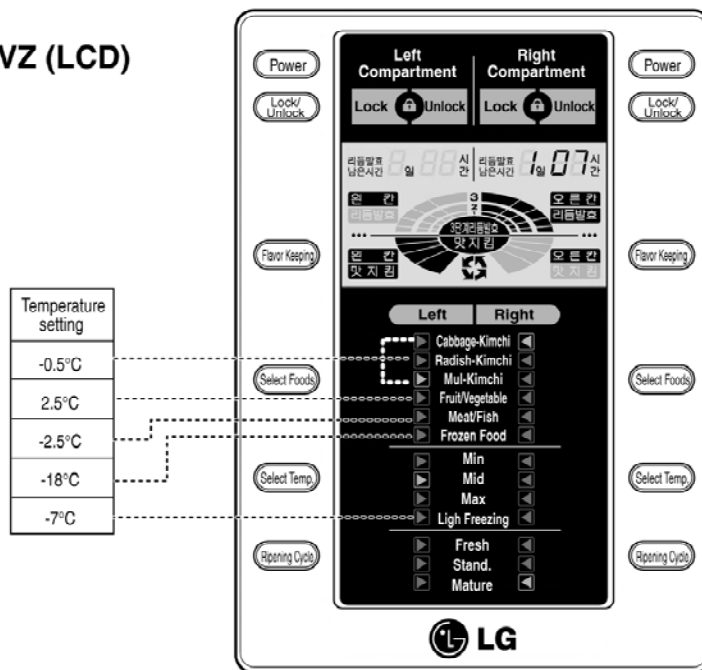 VZ (LCD)
Power
Lock/
Unlock
Flavor Keeping
Select Foods
Select Temp.
Ripening Cycle
Left
Compartment
Right
Compartment
Lock Unlock
Lock Unlock
리듬발효
남은시간
일
시
간
리듬발효
남은시간
1일 07시
간
왼 칸
리듬발효
3
2
1
3단계리듬발효
맛지킴
오른칸
리듬발효
왼 칸
맛지킴
오른칸
맛지킴
Left Right
Cabbage-Kimchi
Radish-Kimchi
Mul-Kimchi
Fruit/Vegetable
Meat/Fish
Frozen Food
Min
Mid
Max
Ligh Freezing
Fresh
Stand.
Mature
LG
Power
Lock/
Unlock
Flavor Keeping
Select Foods
Select Temp.
Ripening Cycle
Temperature
setting
-0.5°C
2.5°C
-2.5°C
-18°C
-7°C